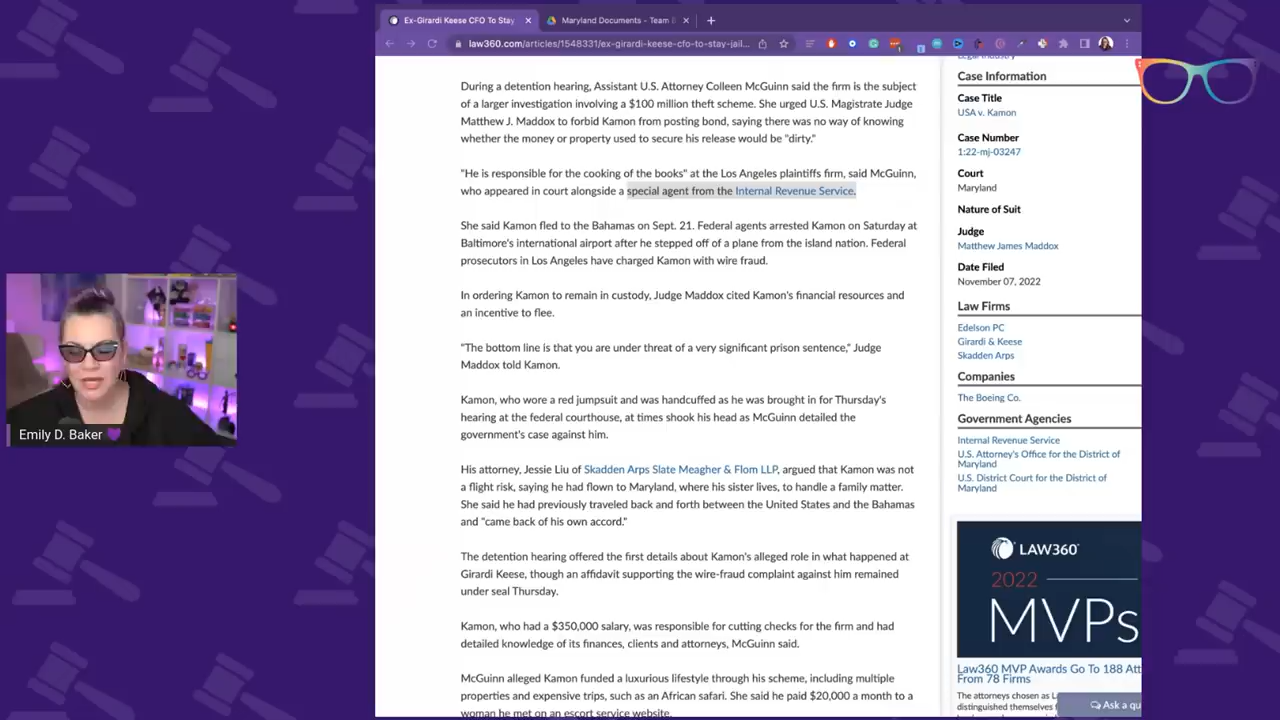 Ex-Girardi Keese CFO To Stay
Maryland Documents - Team
law360.com/articles/1548331/ex-girardi-keese-cfo-to-stay-jail...
During a detention hearing, Assistant U.S. Attorney Colleen McGuinn said the firm is the subject
of a larger investigation involving a $100 million theft scheme. She urged U.S. Magistrate Judge
Matthew J. Maddox to forbid Kamon from posting bond, saying there was no way of knowing
whether the money or property used to secure his release would be "dirty."
"He is responsible for the cooking of the books" at the Los Angeles plaintiffs firm, said McGuinn,
who appeared in court alongside a special agent from the Internal Revenue Service.
She said Kamon fled to the Bahamas on Sept. 21. Federal agents arrested Kamon on Saturday at
Baltimore's international airport after he stepped off of a plane from the island nation. Federal
prosecutors in Los Angeles have charged Kamon with wire fraud.
In ordering Kamon to remain in custody, Judge Maddox cited Kamon's financial resources and
an incentive to flee.
"The bottom line is that you are under threat of a very significant prison sentence," Judge
Maddox told Kamon.
Kamon, who wore a red jumpsuit and was handcuffed as he was brought in for Thursday's
hearing at the federal courthouse, at times shook his head as McGuinn detailed the
government's case against him.
His attorney, Jessie Liu of Skadden Arps Slate Meagher & Flom LLP, argued that Kamon was not
a flight risk, saying he had flown to Maryland, where his sister lives, to handle a family matter.
She said he had previously traveled back and forth between the United States and the Bahamas
and "came back of his own accord."
The detention hearing offered the first details about Kamon's alleged role in what happened at
Girardi Keese, though an affidavit supporting the wire-fraud complaint against him remained
under seal Thursday.
Kamon, who had a $350,000 salary, was responsible for cutting checks for the firm and had
detailed knowledge of its finances, clients and attorneys, McGuinn said.
McGuinn alleged Kamon funded a luxurious lifestyle through his scheme, including multiple
properties and expensive trips, such as an African safari. She said he paid $20,000 a month to a
woman he met on an escort service website.
Legal Industry
Case Information
Case Title
USA v. Kamon
Case Number
1:22-mj-03247
Court
Maryland
Nature of Suit
Judge
Matthew James Maddox
Date Filed
November 07, 2022
Law Firms
Edelson PC
Girardi & Keese
Skadden Arps
Companies
The Boeing Co.
Government Agencies
Internal Revenue Service
U.S. Attorney's Office for the District of
Maryland
U.S. District Court for the District of
Maryland
LAW360
2022
MVPs
Law360 MVP Awards Go To 188 Att
From 78 Firms
The attorneys chosen as
distinguished themselves
Ask a qu
Emily D. Baker